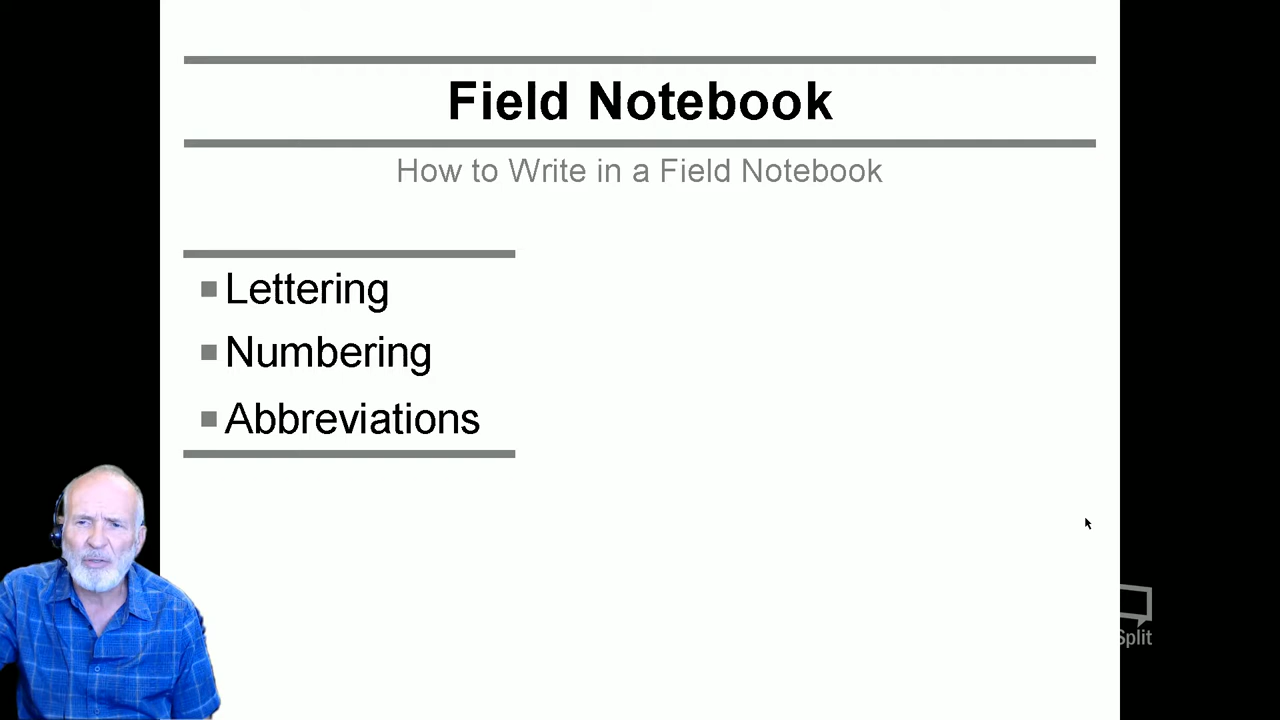 Field Notebook
How to Write in a Field Notebook
Lettering
Numbering
Abbreviations
Split